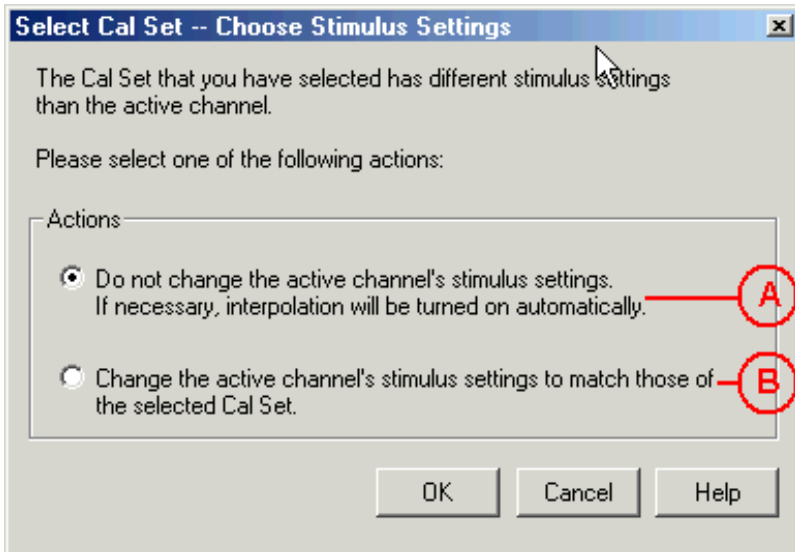 Select Cal Set -- Choose Stimulus Settings
The Cal Set that you have selected has different stimulus settings
than the active channel.
Please select one of the following actions:
Actions
Do not change the active channel's stimulus settings.
If necessary, interpolation will be turned on automatically.
A
Change the active channel's stimulus settings to match those of
the selected Cal Set.
B
OK
Cancel
Help